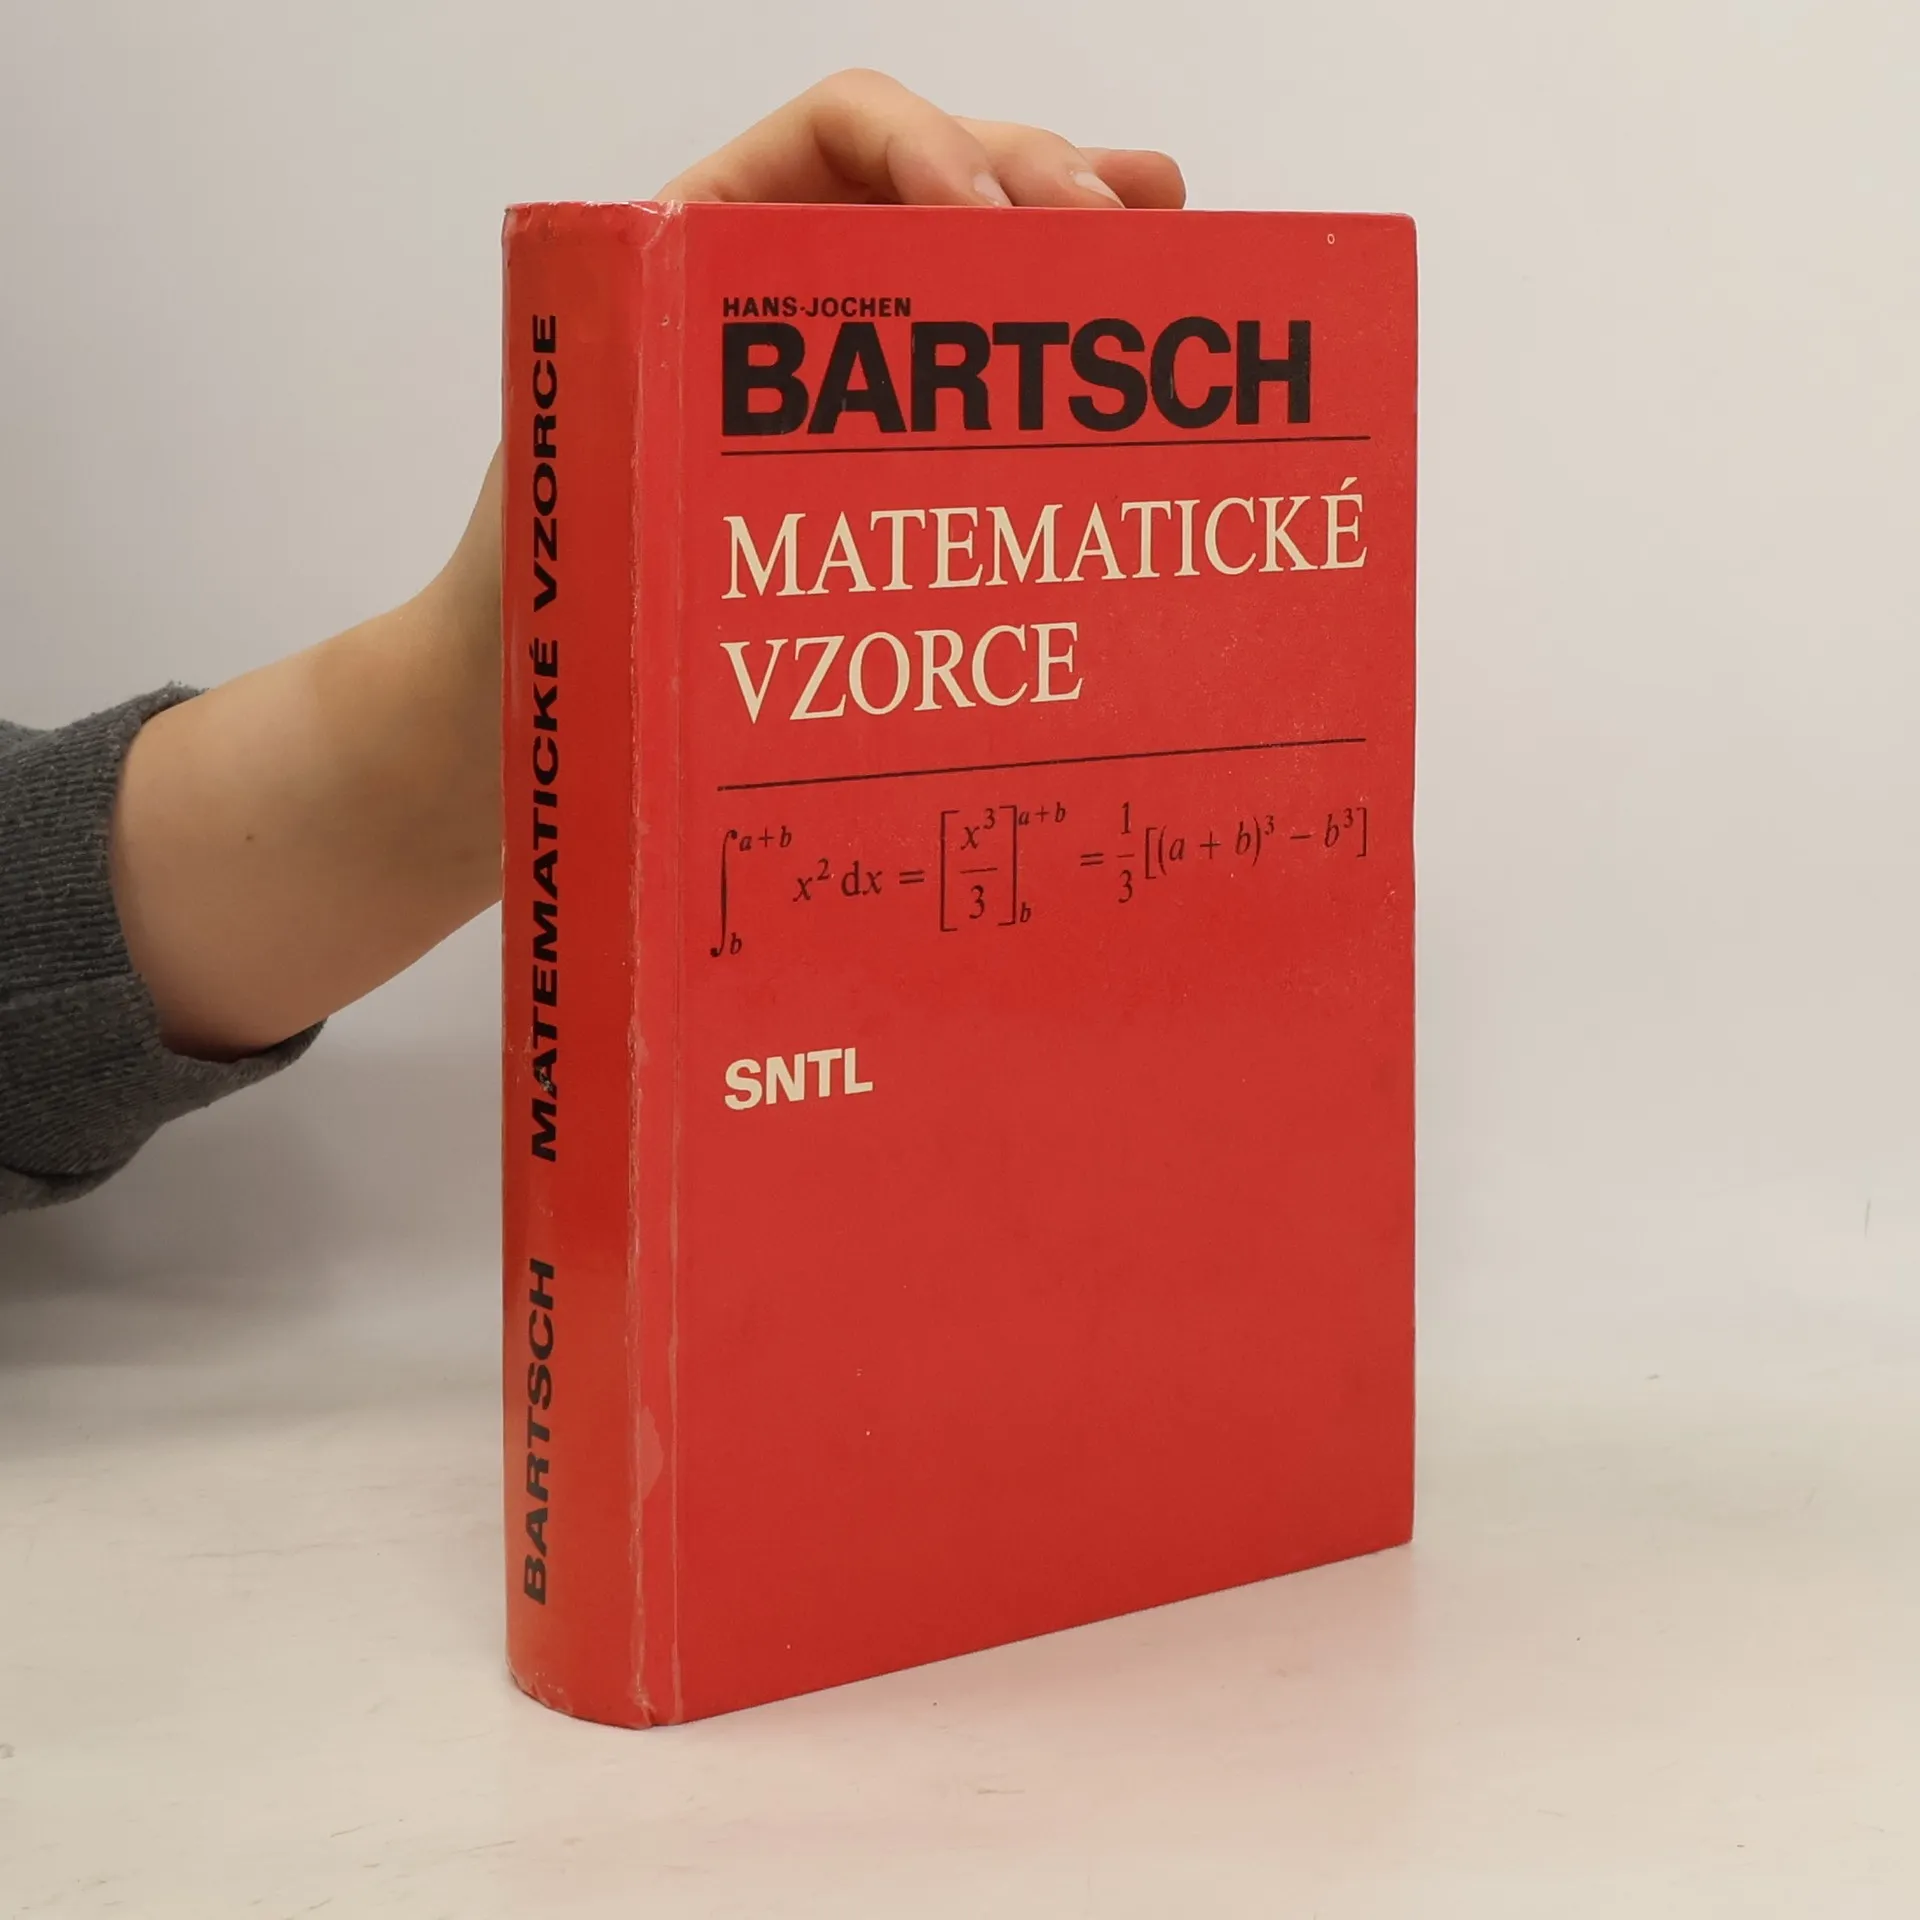 HANS-JOCHEN
BARTSCH
MATEMATICKÉ
VZORCE
∫_b^{a+b} x² dx = [x³/3]_b^{a+b} = 1/3 [(a + b)³ − b³]
SNTL
BARTSCH MATEMATICKÉ VZORCE